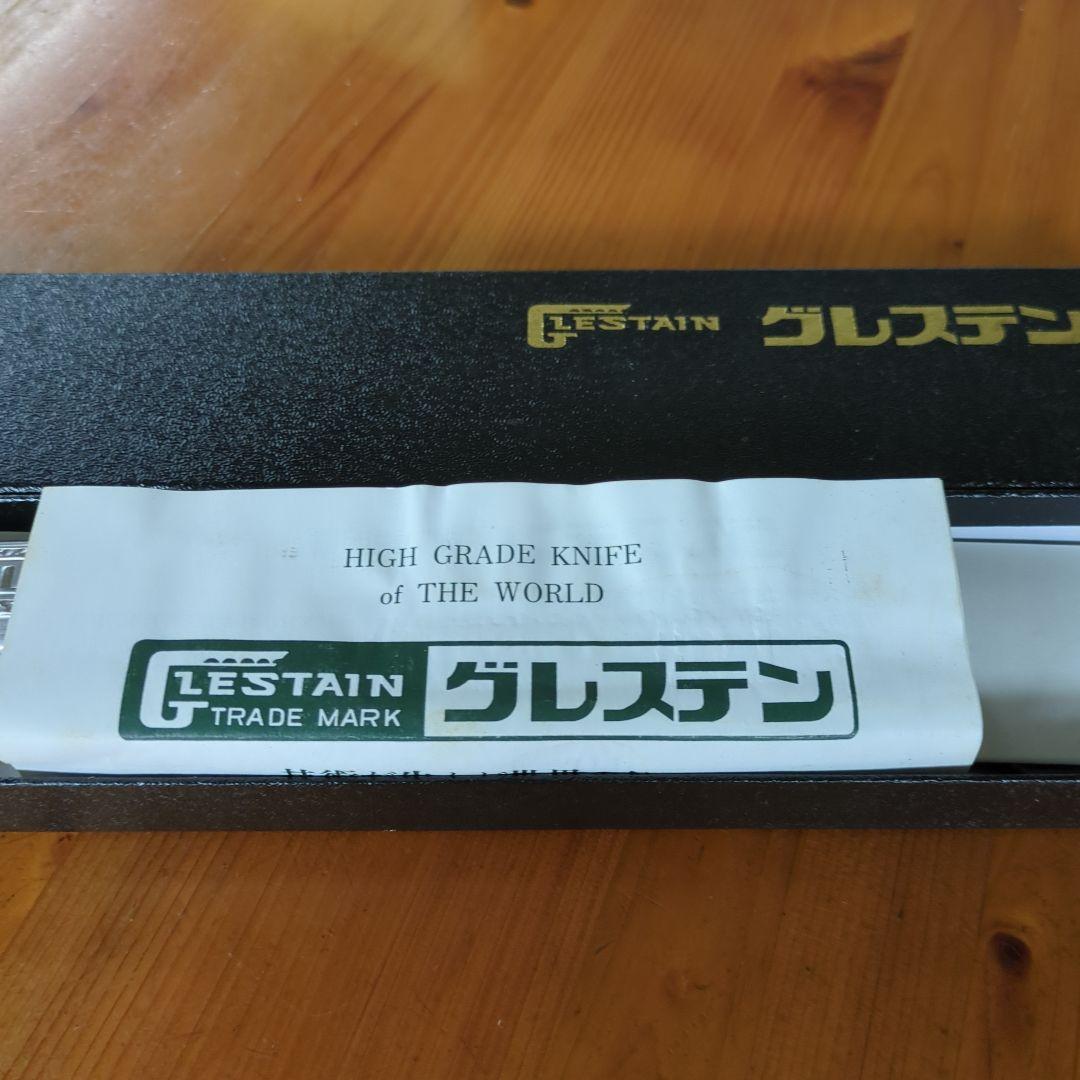 GLESTAIN グレステン
HIGH GRADE KNIFE
of THE WORLD
GLESTAIN グレステン
TRADE MARK